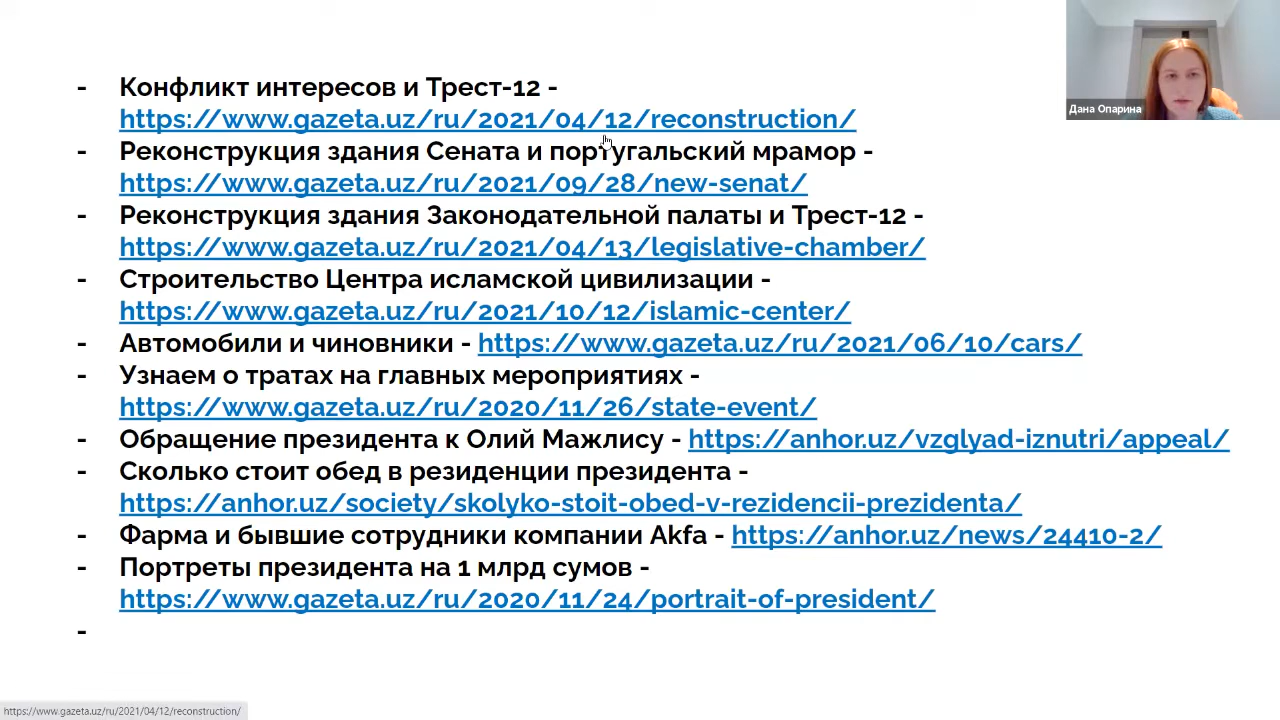 - Конфликт интересов и Трест-12 -
https://www.gazeta.uz/ru/2021/04/12/reconstruction/
- Реконструкция здания Сената и португальский мрамор -
https://www.gazeta.uz/ru/2021/09/28/new-senat/
- Реконструкция здания Законодательной палаты и Трест-12 -
https://www.gazeta.uz/ru/2021/04/13/legislative-chamber/
- Строительство Центра исламской цивилизации -
https://www.gazeta.uz/ru/2021/10/12/islamic-center/
- Автомобили и чиновники - https://www.gazeta.uz/ru/2021/06/10/cars/
- Узнаем о тратах на главных мероприятиях -
https://www.gazeta.uz/ru/2020/11/26/state-event/
- Обращение президента к Олий Мажлису - https://anhor.uz/vzglyad-iznutri/appeal/
- Сколько стоит обед в резиденции президента -
https://anhor.uz/society/skolyko-stoit-obed-v-rezidencii-prezidenta/
- Фарма и бывшие сотрудники компании Akfa - https://anhor.uz/news/24410-2/
- Портреты президента на 1 млрд сумов -
https://www.gazeta.uz/ru/2020/11/24/portrait-of-president/
-
Дана Опарина
https://www.gazeta.uz/ru/2021/04/12/reconstruction/